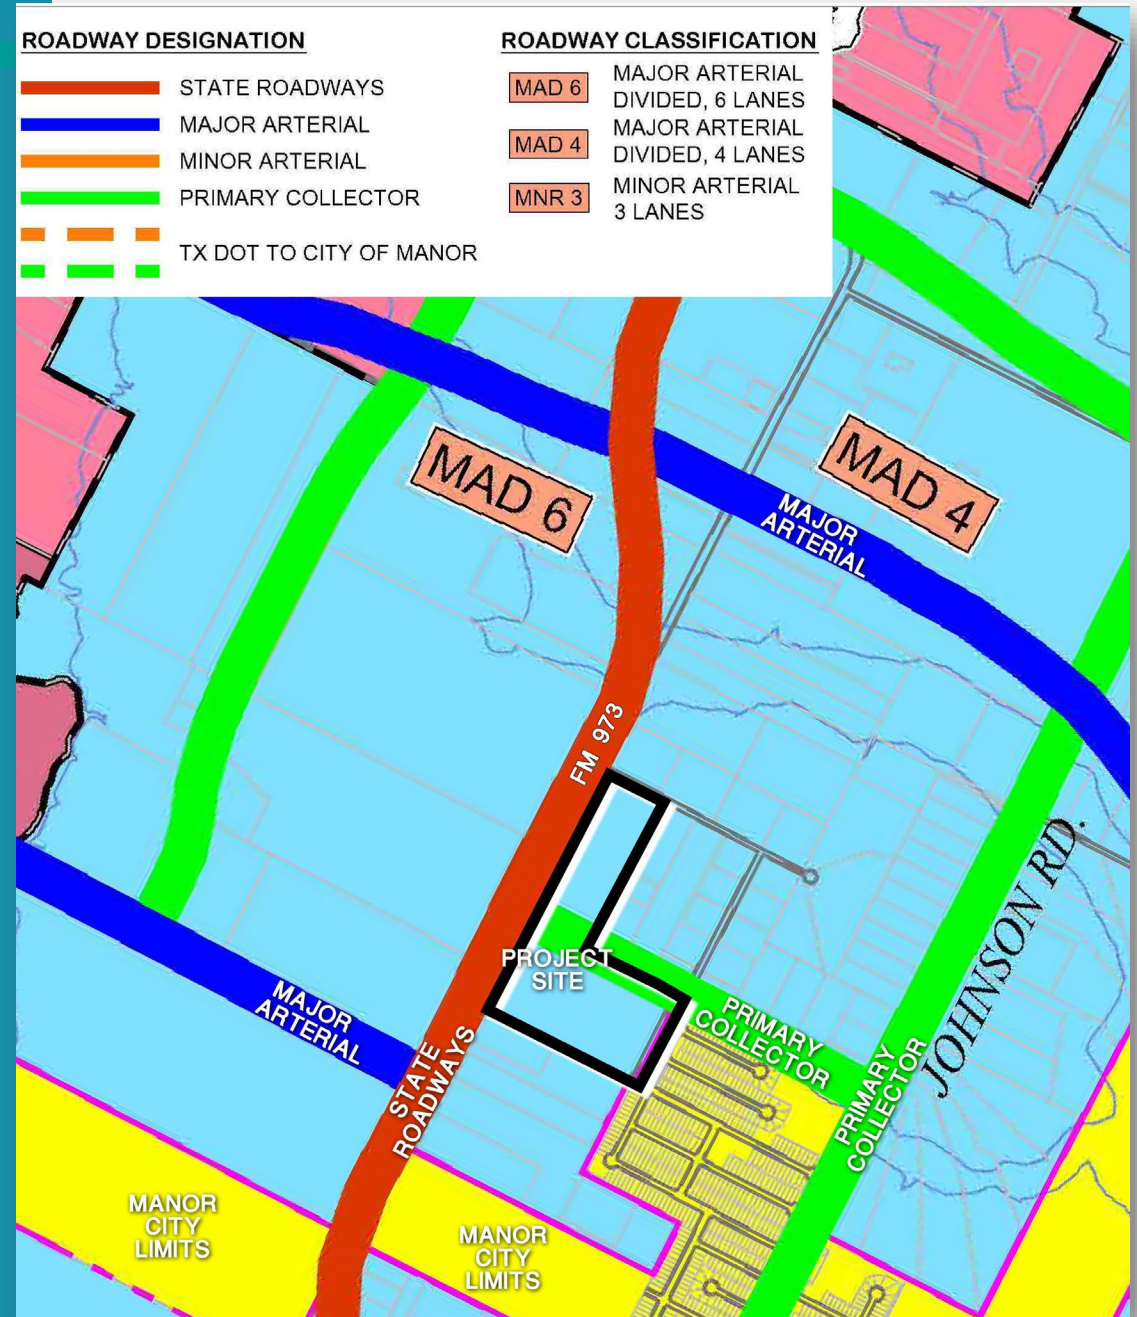 ROADWAY DESIGNATION
STATE ROADWAYS
MAJOR ARTERIAL
MINOR ARTERIAL
PRIMARY COLLECTOR
TX DOT TO CITY OF MANOR
ROADWAY CLASSIFICATION
MAD 6
MAJOR ARTERIAL
DIVIDED, 6 LANES
MAD 4
MAJOR ARTERIAL
DIVIDED, 4 LANES
MNR 3
MINOR ARTERIAL
3 LANES
MAD 6
MAD 4
MAJOR
ARTERIAL
FM 973
JOHNSON RD.
PROJECT
SITE
MAJOR
ARTERIAL
PRIMARY
COLLECTOR
STATE
ROADWAYS
PRIMARY
COLLECTOR
MANOR
CITY
LIMITS
MANOR
CITY
LIMITS